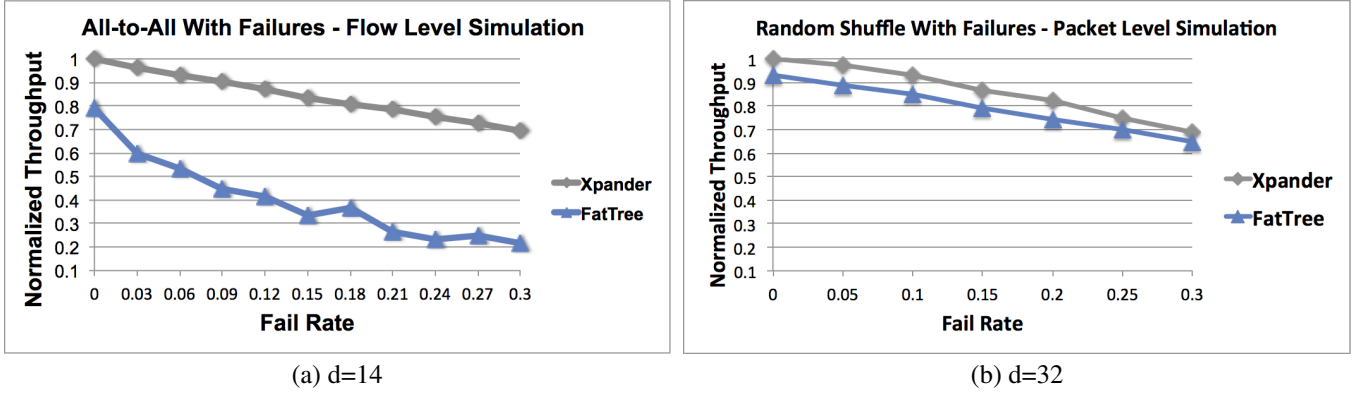 All-to-All With Failures - Flow Level Simulation
Normalized Throughput
1
0.9
0.8
0.7
0.6
0.5
0.4
0.3
0.2
0.1
0 0.03 0.06 0.09 0.12 0.15 0.18 0.21 0.24 0.27 0.3
Fail Rate
Xpander
FatTree
(a) d=14
Random Shuffle With Failures - Packet Level Simulation
Normalized Throughput
1
0.9
0.8
0.7
0.6
0.5
0.4
0.3
0.2
0.1
0 0.05 0.1 0.15 0.2 0.25 0.3
Fail Rate
Xpander
FatTree
(b) d=32